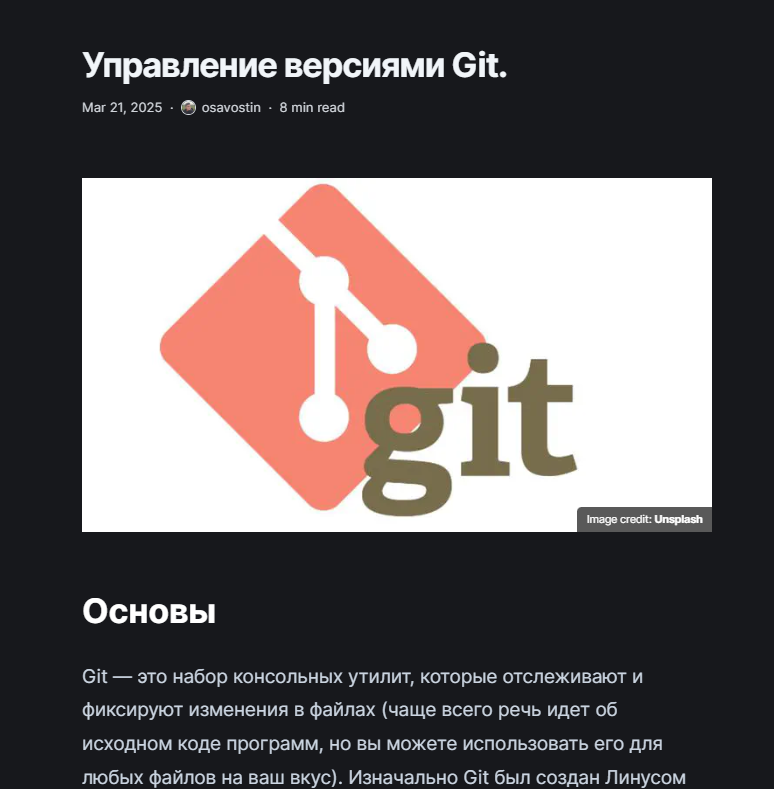 Управление версиями Git.
Mar 21, 2025 · osavostin · 8 min read
git
Image credit: Unsplash
Основы
Git — это набор консольных утилит, которые отслеживают и
фиксируют изменения в файлах (чаще всего речь идет об
исходном коде программ, но вы можете использовать его для
любых файлов на ваш вкус). Изначально Git был создан Линусом